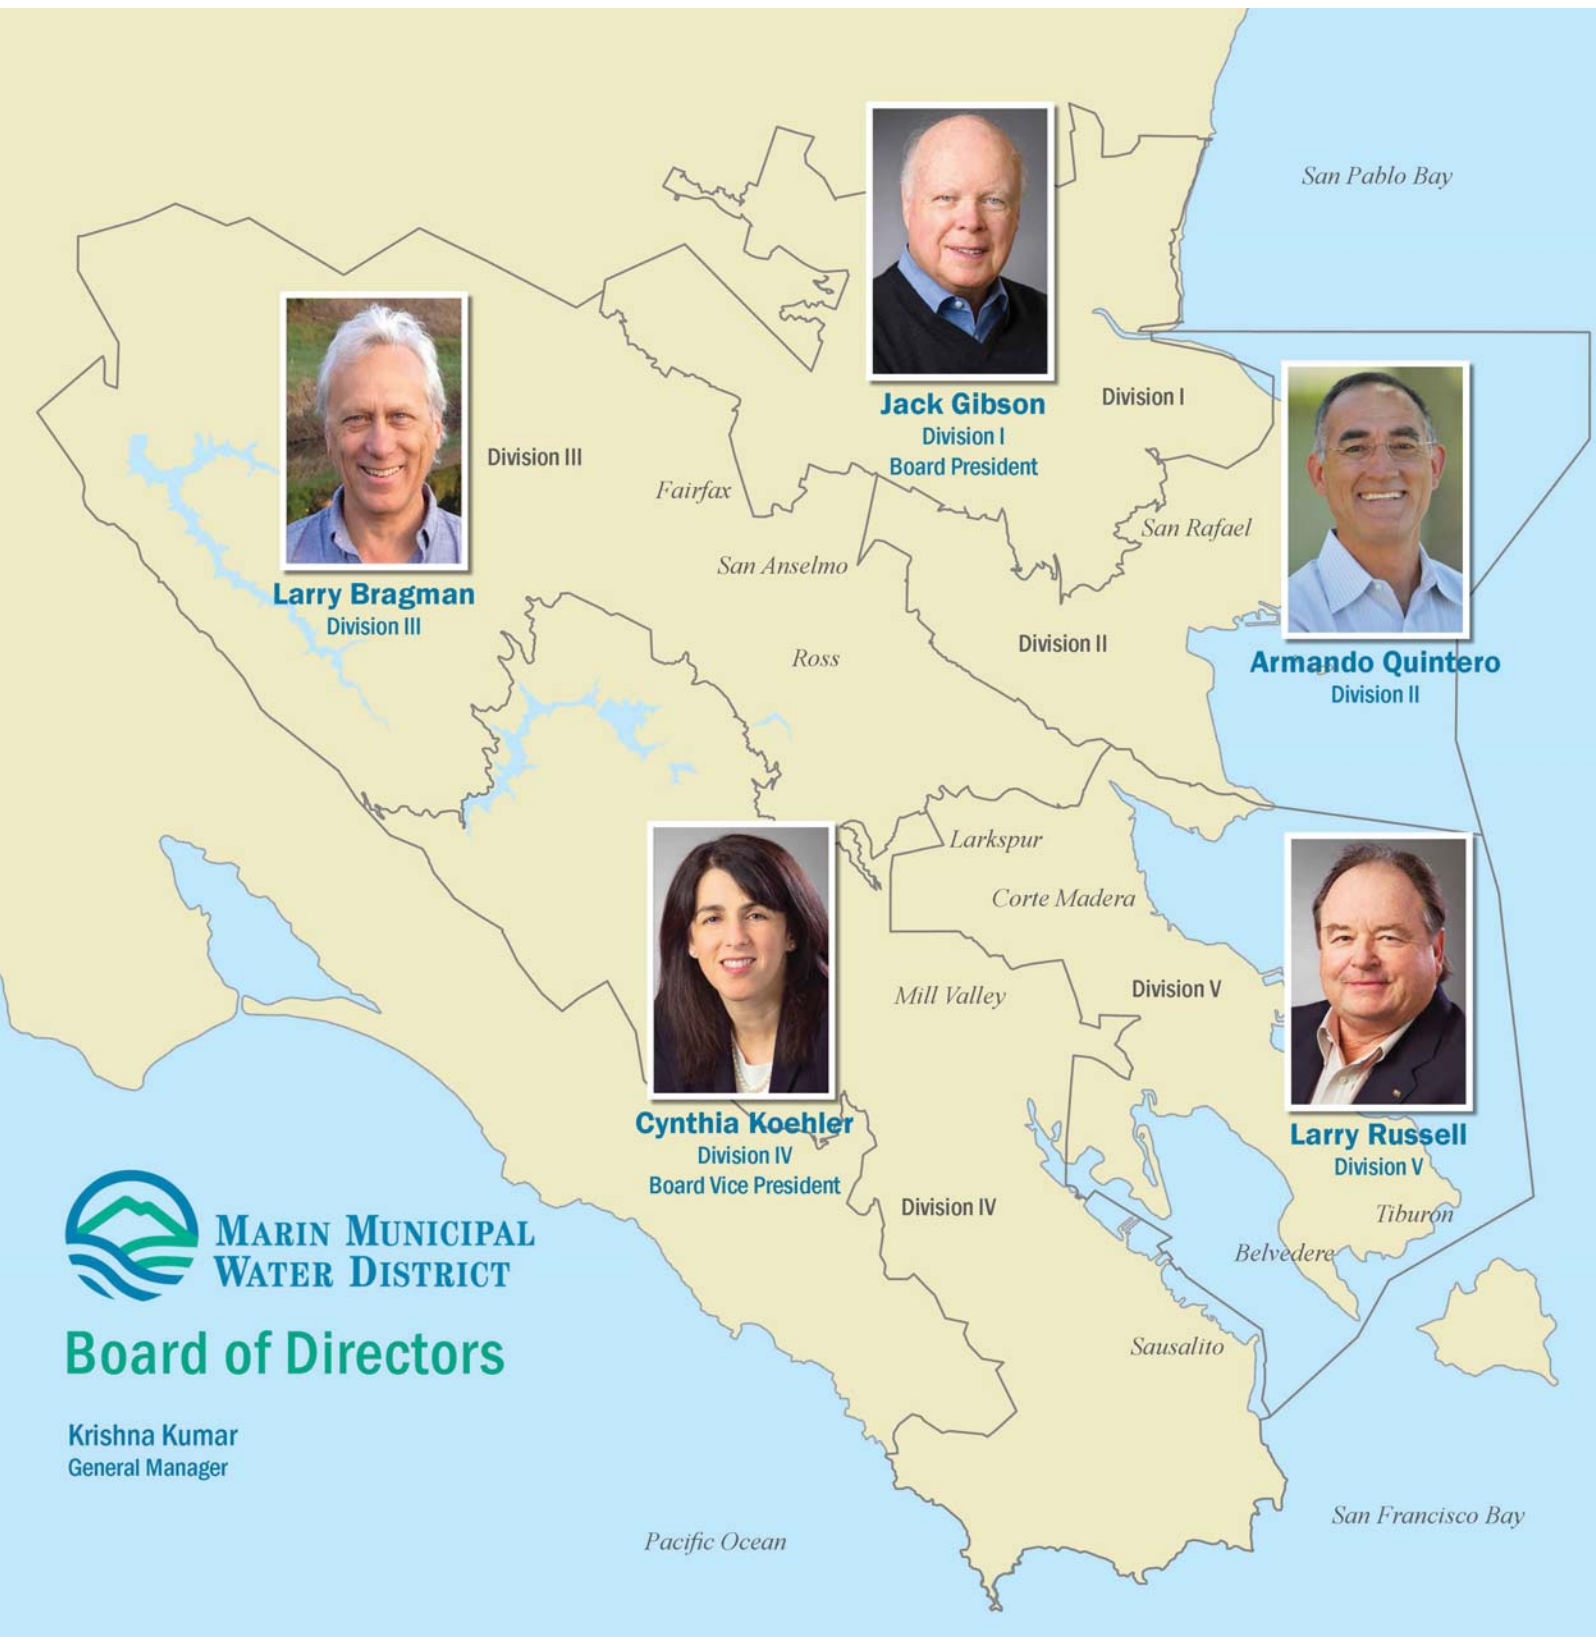 San Pablo Bay
Jack Gibson
Division I
Board President
Division I
Division III
Fairfax
San Rafael
San Anselmo
Larry Bragman
Division III
Division II
Ross
Armando Quintero
Division II
Larkspur
Corte Madera
Mill Valley
Division V
Cynthia Koehler
Division IV
Board Vice President
Larry Russell
Division V
Division IV
Tiburon
Belvedere
Sausalito
MARIN MUNICIPAL
WATER DISTRICT
Board of Directors
Krishna Kumar
General Manager
San Francisco Bay
Pacific Ocean